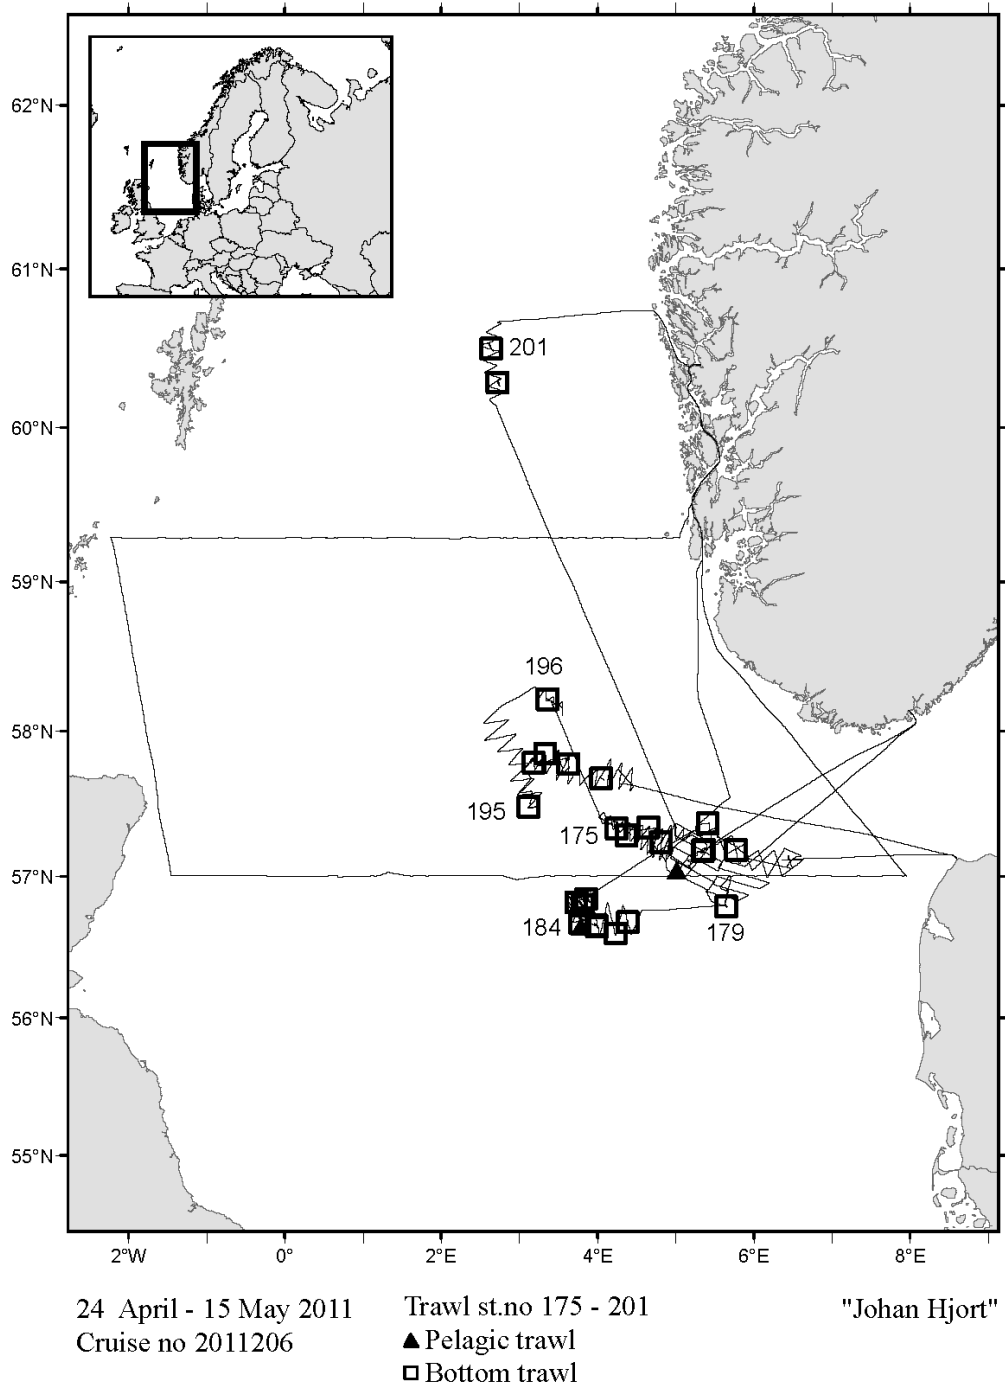 62°N
61°N
201
60°N
59°N
196
58°N
195
175
57°N
184
179
56°N
55°N
2°W 0° 2°E 4°E 6°E 8°E
24 April - 15 May 2011
Cruise no 2011206
Trawl st.no 175 - 201
Pelagic trawl
Bottom trawl
"Johan Hjort"